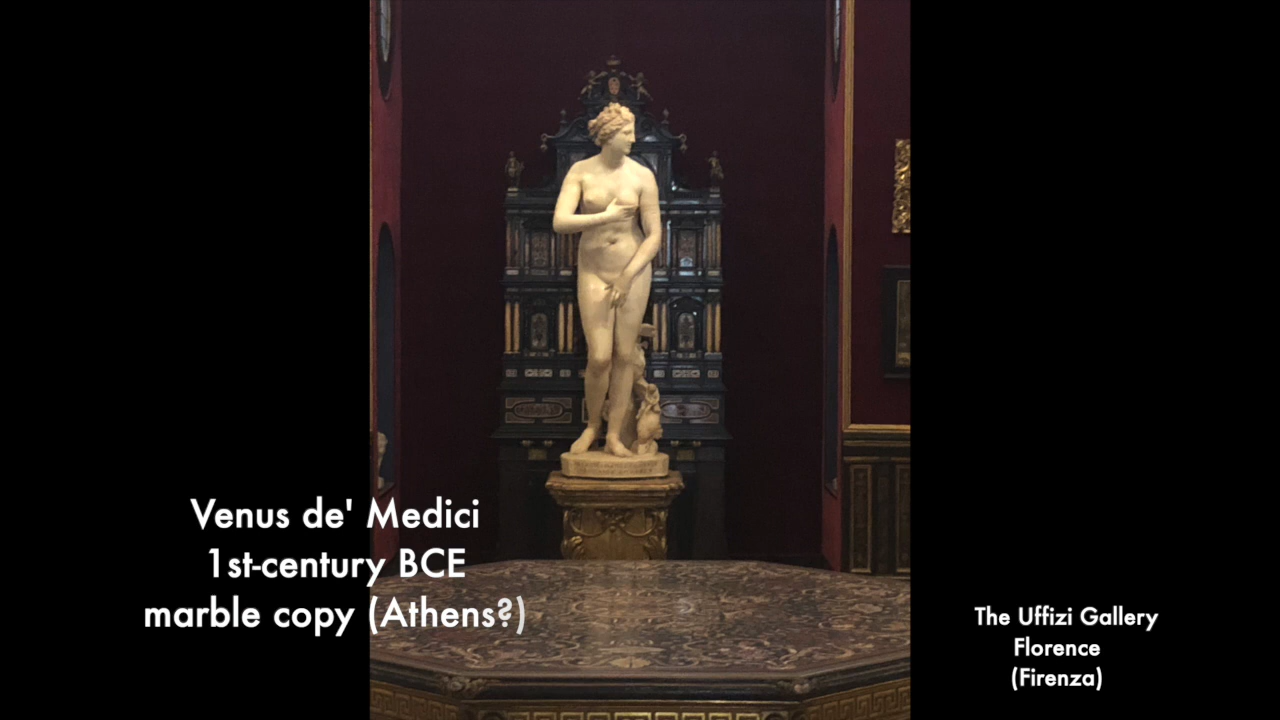 Venus de' Medici
1st-century BCE
marble copy (Athens?)
The Uffizi Gallery
Florence
(Firenza)